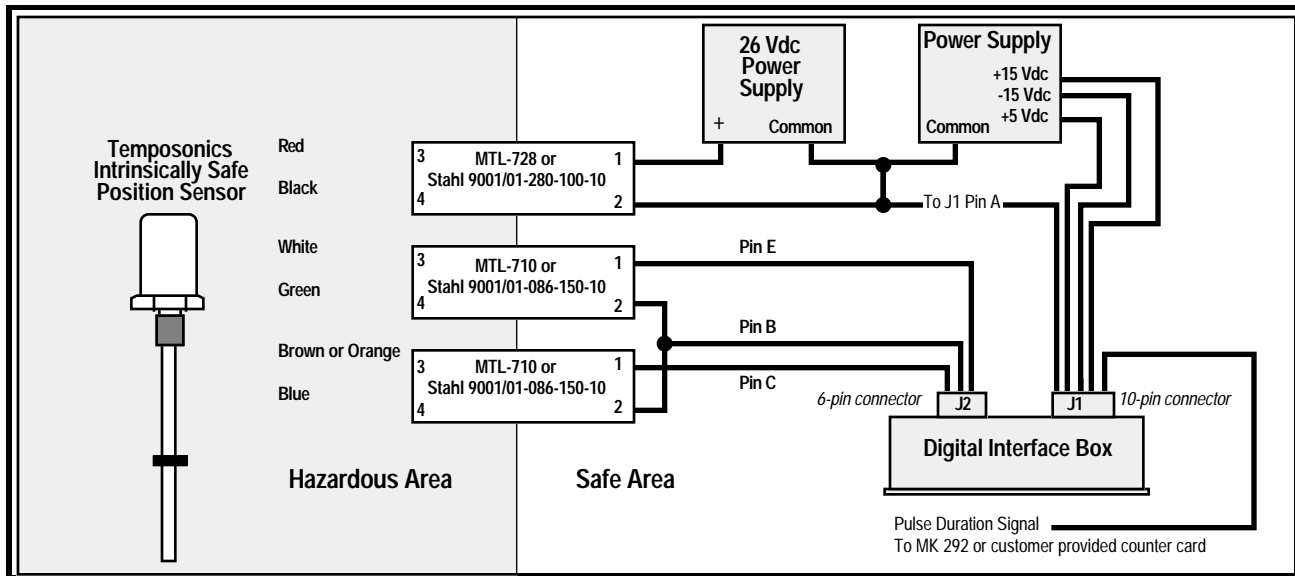 26 Vdc
Power
Supply
+ Common
Power Supply
+15 Vdc
-15 Vdc
+5 Vdc
Common
Temposonics
Intrinsically Safe
Position Sensor
Red
Black
3 MTL-728 or 1
Stahl 9001/01-280-100-10
4 2
To J1 Pin A
White
Green
3 MTL-710 or 1
Stahl 9001/01-086-150-10
4 2
Pin E
Pin B
Brown or Orange
Blue
3 MTL-710 or 1
Stahl 9001/01-086-150-10
4 2
Pin C
6-pin connector J2 J1 10-pin connector
Digital Interface Box
Hazardous Area
Safe Area
Pulse Duration Signal
To MK 292 or customer provided counter card